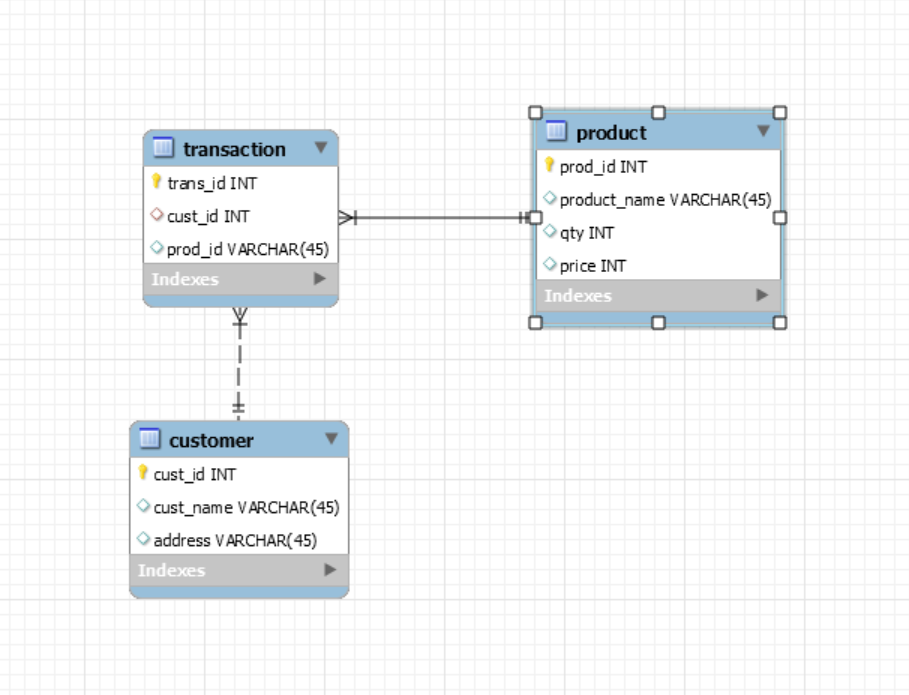 transaction
trans_id INT
cust_id INT
prod_id VARCHAR(45)
Indexes
product
prod_id INT
product_name VARCHAR(45)
qty INT
price INT
Indexes
customer
cust_id INT
cust_name VARCHAR(45)
address VARCHAR(45)
Indexes